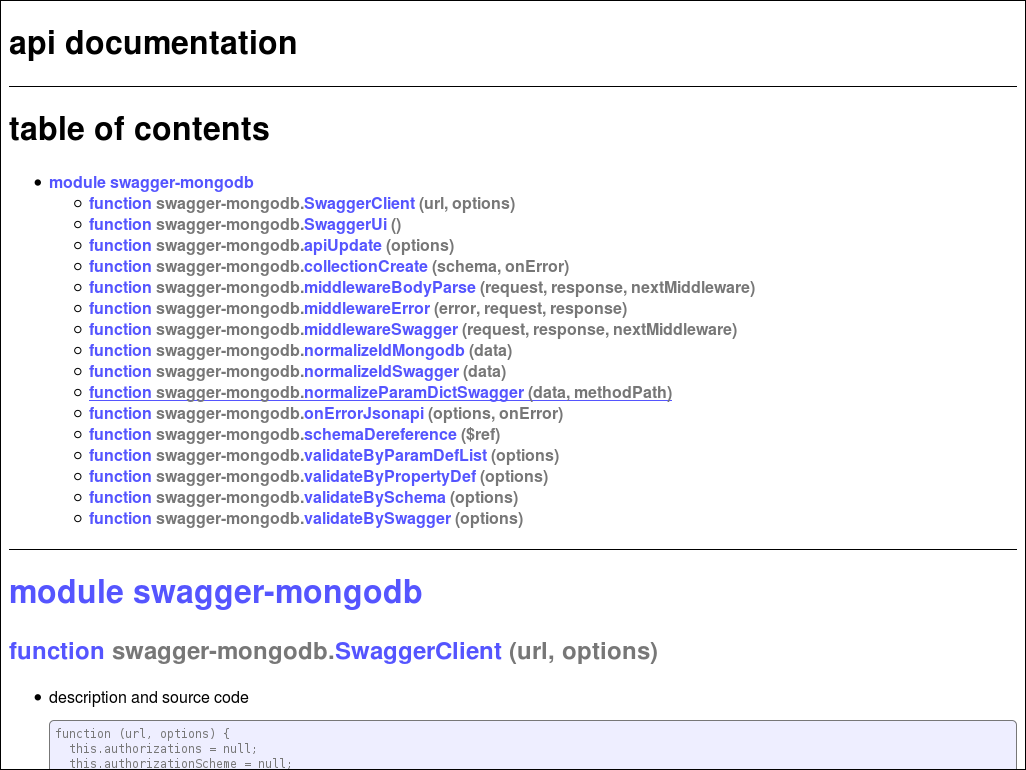 api documentation
table of contents
module swagger-mongodb
function swagger-mongodb.SwaggerClient (url, options)
function swagger-mongodb.SwaggerUi ()
function swagger-mongodb.apiUpdate (options)
function swagger-mongodb.collectionCreate (schema, onError)
function swagger-mongodb.middlewareBodyParse (request, response, nextMiddleware)
function swagger-mongodb.middlewareError (error, request, response)
function swagger-mongodb.middlewareSwagger (request, response, nextMiddleware)
function swagger-mongodb.normalizeIdMongodb (data)
function swagger-mongodb.normalizeIdSwagger (data)
function swagger-mongodb.normalizeParamDictSwagger (data, methodPath)
function swagger-mongodb.onErrorJsonapi (options, onError)
function swagger-mongodb.schemaDereference ($ref)
function swagger-mongodb.validateByParamDefList (options)
function swagger-mongodb.validateByPropertyDef (options)
function swagger-mongodb.validateBySchema (options)
function swagger-mongodb.validateBySwagger (options)
module swagger-mongodb
function swagger-mongodb.SwaggerClient (url, options)
description and source code
function (url, options) {
this.authorizations = null;
this.authorizationScheme = null;